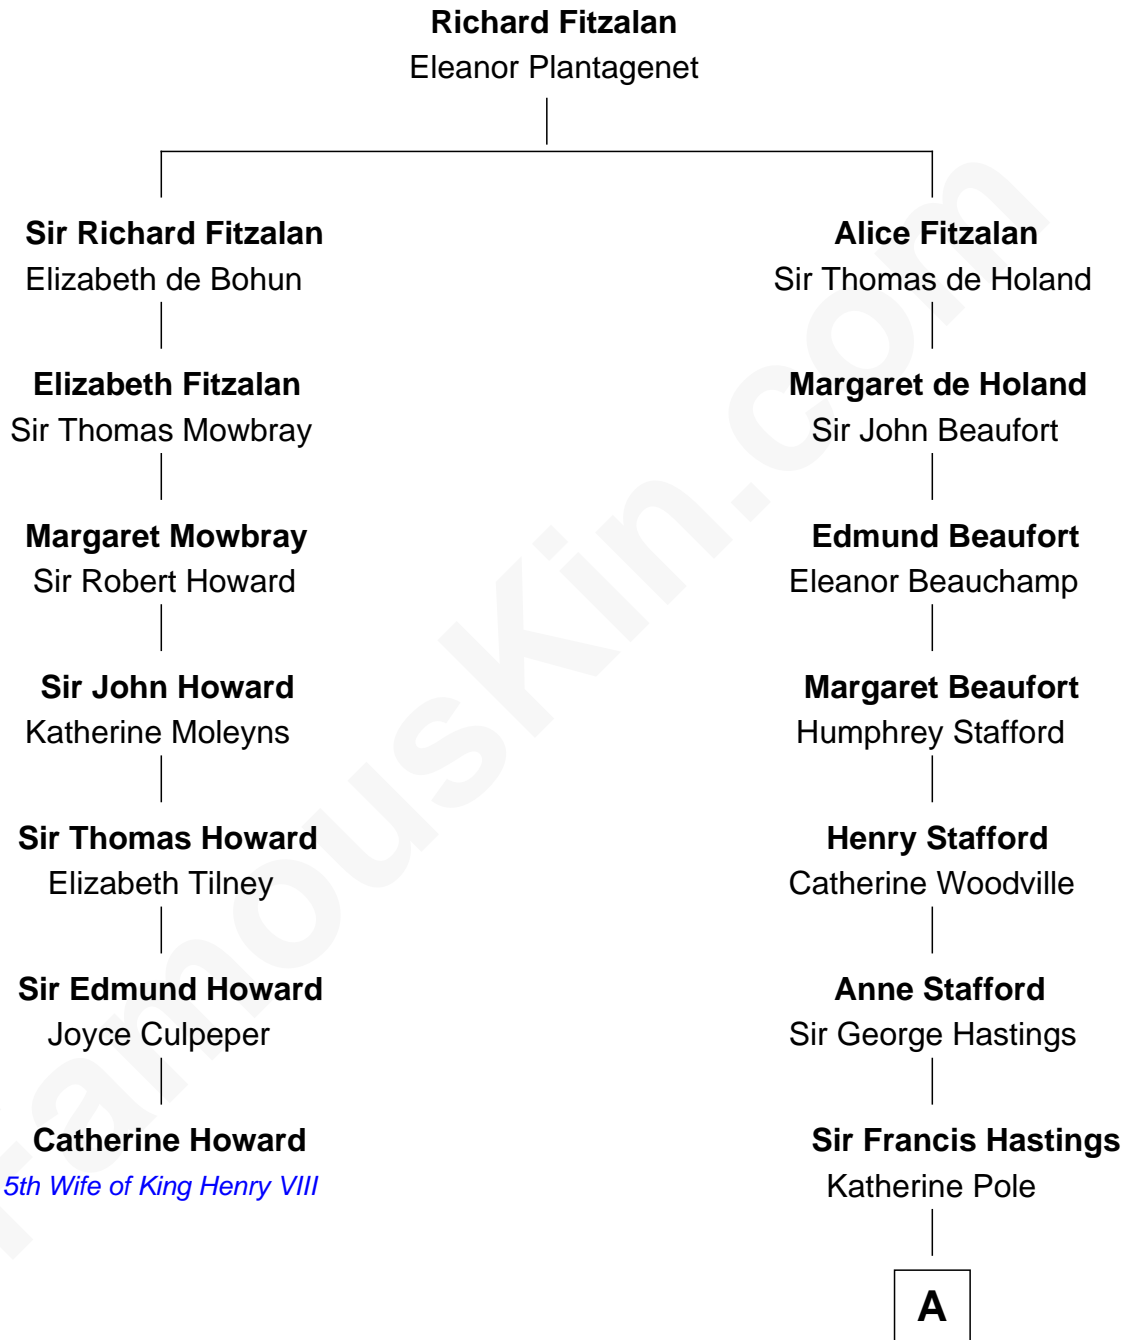 Richard Fitzalan
Eleanor Plantagenet
Sir Richard Fitzalan
Elizabeth de Bohun
Alice Fitzalan
Sir Thomas de Holand
Elizabeth Fitzalan
Sir Thomas Mowbray
Margaret de Holand
Sir John Beaufort
Margaret Mowbray
Sir Robert Howard
Edmund Beaufort
Eleanor Beauchamp
Sir John Howard
Katherine Moleyns
Margaret Beaufort
Humphrey Stafford
Sir Thomas Howard
Elizabeth Tilney
Henry Stafford
Catherine Woodville
Sir Edmund Howard
Joyce Culpeper
Anne Stafford
Sir George Hastings
Catherine Howard
5th Wife of King Henry VIII
Sir Francis Hastings
Katherine Pole
A
FamousKin.com